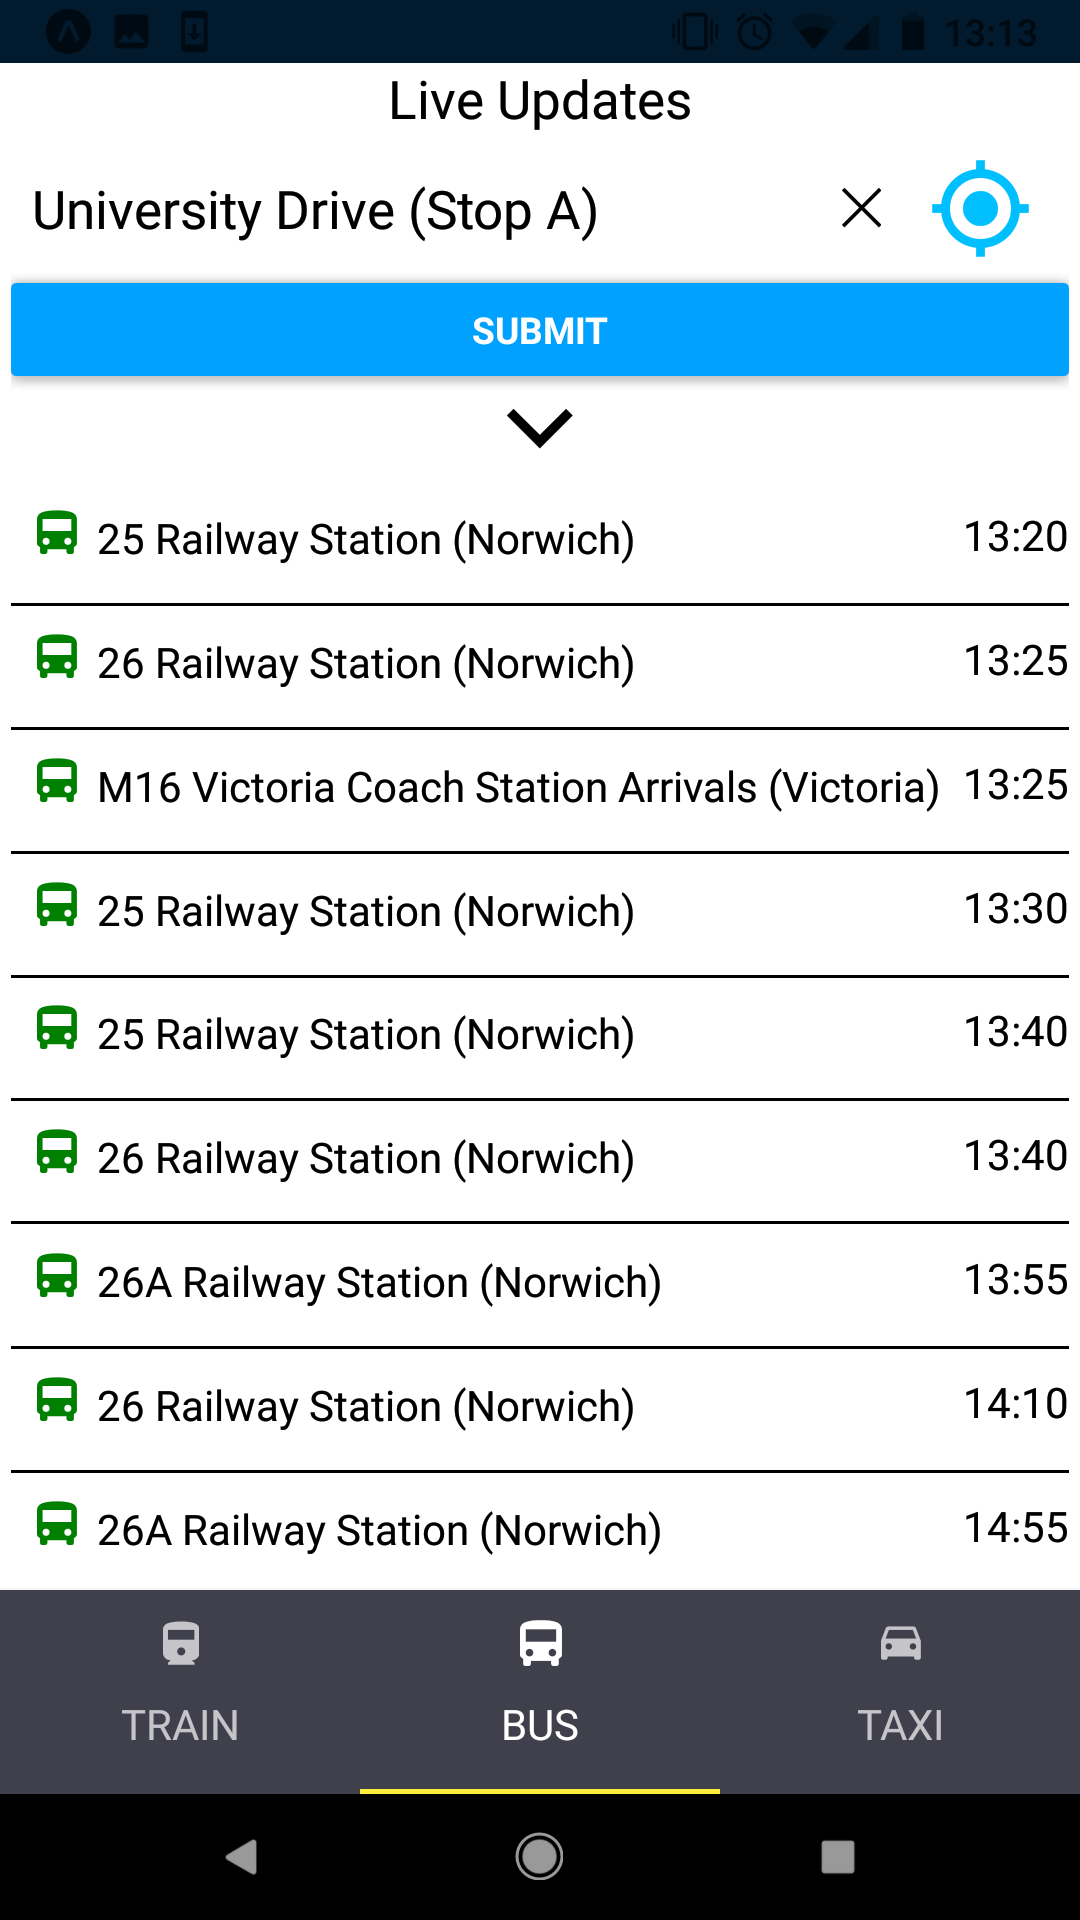 13:13
Live Updates
University Drive (Stop A)
SUBMIT
25 Railway Station (Norwich) 13:20
26 Railway Station (Norwich) 13:25
M16 Victoria Coach Station Arrivals (Victoria) 13:25
25 Railway Station (Norwich) 13:30
25 Railway Station (Norwich) 13:40
26 Railway Station (Norwich) 13:40
26A Railway Station (Norwich) 13:55
26 Railway Station (Norwich) 14:10
26A Railway Station (Norwich) 14:55
TRAIN BUS TAXI